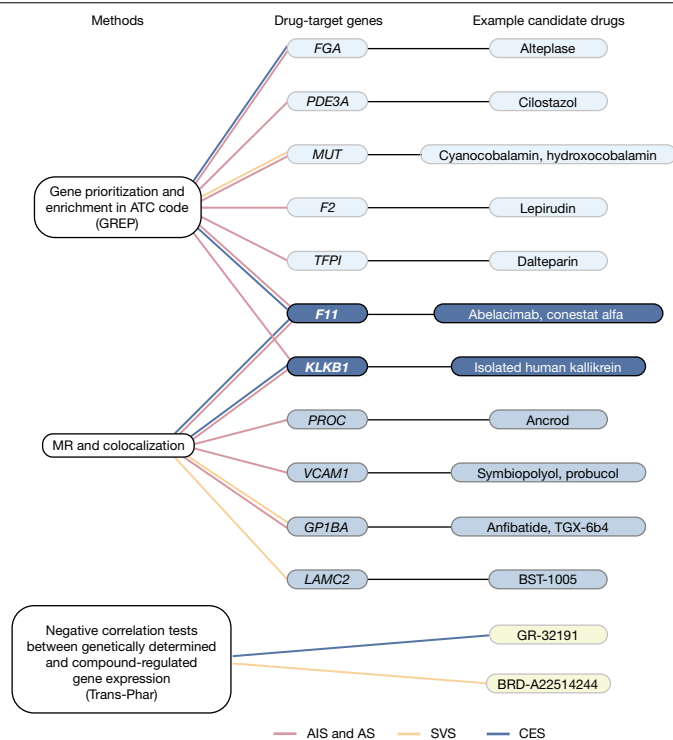 Methods
Drug-target genes
Example candidate drugs
FGA
Alteplase
PDE3A
Cilostazol
MUT
Cyanocobalamin, hydroxocobalamin
Gene prioritization and
enrichment in ATC code
(GREP)
F2
Lepirudin
TFPI
Dalteparin
F11
Abelacimab, conestat alfa
KLKB1
Isolated human kallikrein
MR and colocalization
PROC
Ancrod
VCAM1
Symbiopolyol, probucol
GP1BA
Anfibatide, TGX-6b4
LAMC2
BST-1005
Negative correlation tests
between genetically determined
and compound-regulated
gene expression
(Trans-Phar)
GR-32191
BRD-A22514244
AIS and AS
SVS
CES